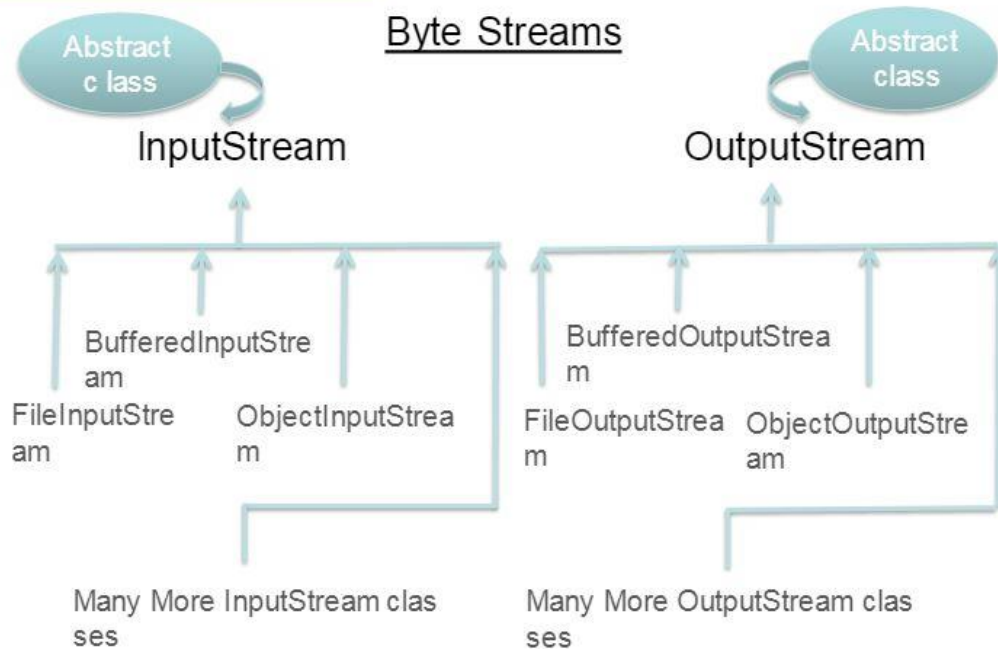 Byte Streams
Abstract
c lass
Abstract
class
InputStream
OutputStream
BufferedInputStre
am
FileInputStre
am
ObjectInputStrea
m
BufferedOutputStrea
m
FileOutputStrea
m
ObjectOutputStre
am
Many More InputStream clas
ses
Many More OutputStream clas
ses